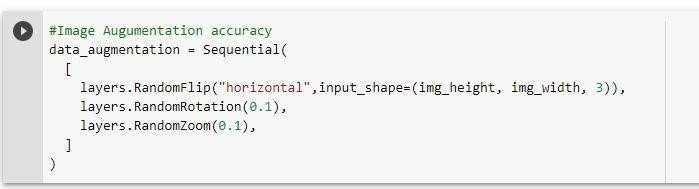 #Image Augumentation accuracy
data_augmentation = Sequential(
  [
    layers.RandomFlip("horizontal",input_shape=(img_height, img_width, 3)),
    layers.RandomRotation(0.1),
    layers.RandomZoom(0.1),
  ]
)